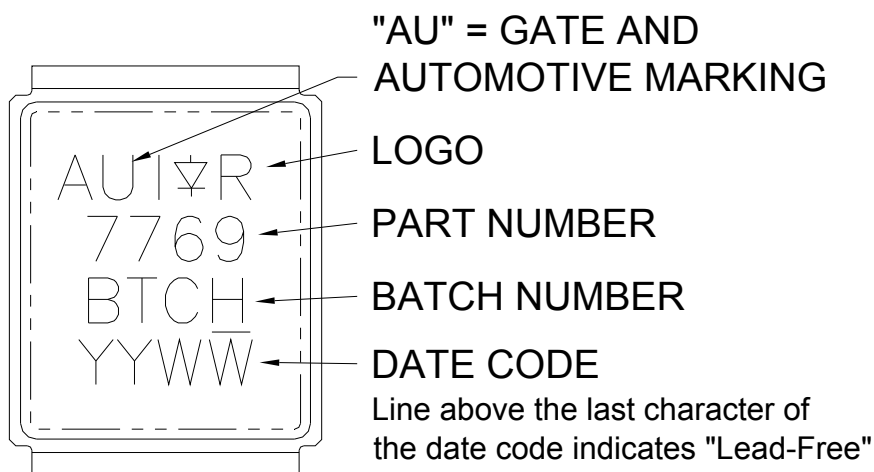 "AU" = GATE AND
AUTOMOTIVE MARKING
AUI R
LOGO
7769
PART NUMBER
BTCH
BATCH NUMBER
YYWW
DATE CODE
Line above the last character of
the date code indicates "Lead-Free"